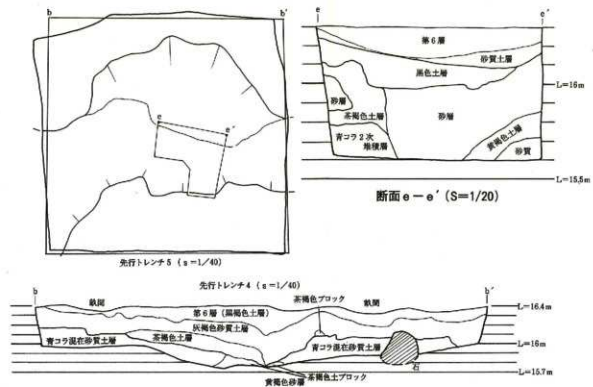 b
b′
e
e′
先行トレンチ5 (s=1/40)
e
e′
第6層
砂質土層
黒色土層
L=16m
砂層
茶褐色土層
砂層
青コラ2次
堆積層
黄褐色土層
砂質
L=15.5m
断面e－e′(S=1/20)
先行トレンチ4 (s=1/40)
b
畝間
茶褐色ブロック
畝間
b′
第6層(黒褐色土層)
L=16.4m
灰褐色砂質土層
茶褐色土層
青コラ混在砂質土層
青コラ混在砂質土層
L=16m
石
L=15.7m
茶褐色土ブロック
黄褐色砂層